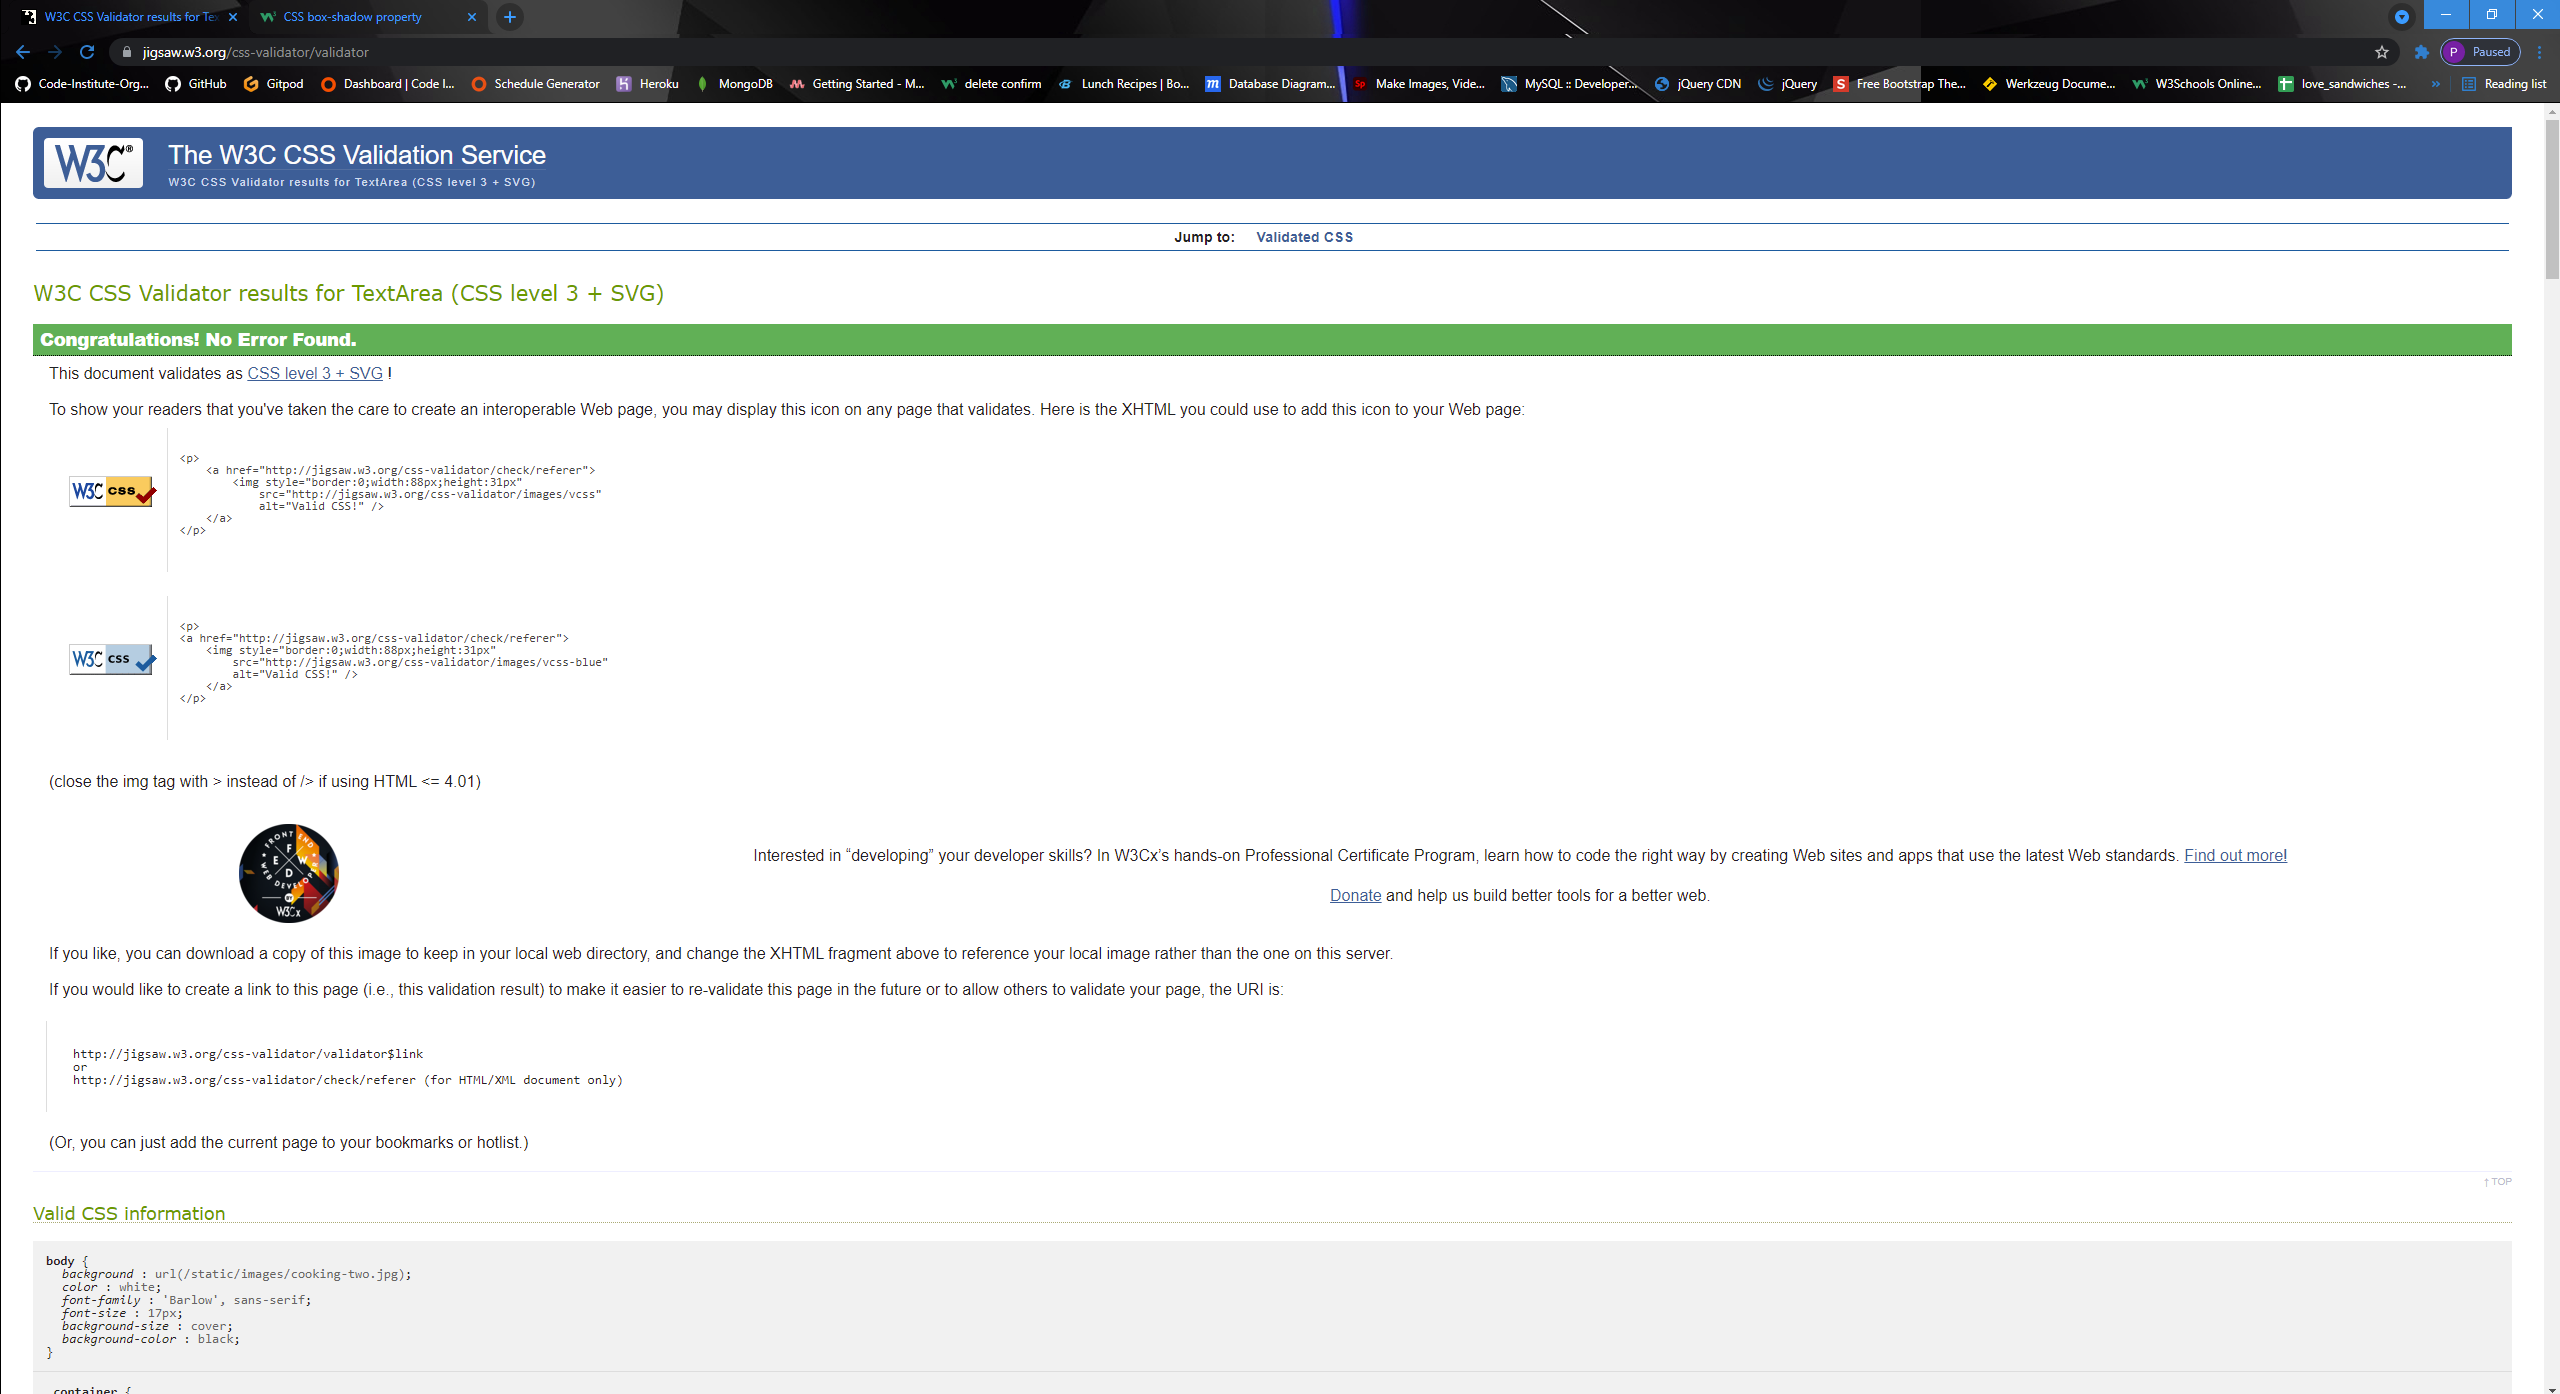 W3C CSS Validator results for Tex
CSS box-shadow property
jigsaw.w3.org/css-validator/validator
P Paused
Code-Institute-Org...
GitHub
Gitpod
Dashboard | Code I...
Schedule Generator
Heroku
MongoDB
Getting Started - M...
delete confirm
Lunch Recipes | Bo...
Database Diagram...
Make Images, Vide...
MySQL :: Developer...
jQuery CDN
jQuery
Free Bootstrap The...
Werkzeug Docume...
W3Schools Online...
love_sandwiches -...
»
Reading list
W3C®
The W3C CSS Validation Service
W3C CSS Validator results for TextArea (CSS level 3 + SVG)
Jump to: Validated CSS
W3C CSS Validator results for TextArea (CSS level 3 + SVG)
Congratulations! No Error Found.
This document validates as CSS level 3 + SVG !
To show your readers that you've taken the care to create an interoperable Web page, you may display this icon on any page that validates. Here is the XHTML you could use to add this icon to your Web page:
W3C css
<p>
<a href="http://jigsaw.w3.org/css-validator/check/referer">
<img style="border:0;width:88px;height:31px"
src="http://jigsaw.w3.org/css-validator/images/vcss"
alt="Valid CSS!" />
</a>
</p>
W3C css
<p>
<a href="http://jigsaw.w3.org/css-validator/check/referer">
<img style="border:0;width:88px;height:31px"
src="http://jigsaw.w3.org/css-validator/images/vcss-blue"
alt="Valid CSS!" />
</a>
</p>
(close the img tag with > instead of /> if using HTML <= 4.01)
FRONT END
F E W D
WEB DEVELOPER
BY
W3Cx
Interested in “developing” your developer skills? In W3Cx’s hands-on Professional Certificate Program, learn how to code the right way by creating Web sites and apps that use the latest Web standards. Find out more!
Donate and help us build better tools for a better web.
If you like, you can download a copy of this image to keep in your local web directory, and change the XHTML fragment above to reference your local image rather than the one on this server.
If you would like to create a link to this page (i.e., this validation result) to make it easier to re-validate this page in the future or to allow others to validate your page, the URI is:
http://jigsaw.w3.org/css-validator/validator$link
or
http://jigsaw.w3.org/css-validator/check/referer (for HTML/XML document only)
(Or, you can just add the current page to your bookmarks or hotlist.)
↑ TOP
Valid CSS information
body {
background : url(/static/images/cooking-two.jpg);
color : white;
font-family : 'Barlow', sans-serif;
font-size : 17px;
background-size : cover;
background-color : black;
}
.container {